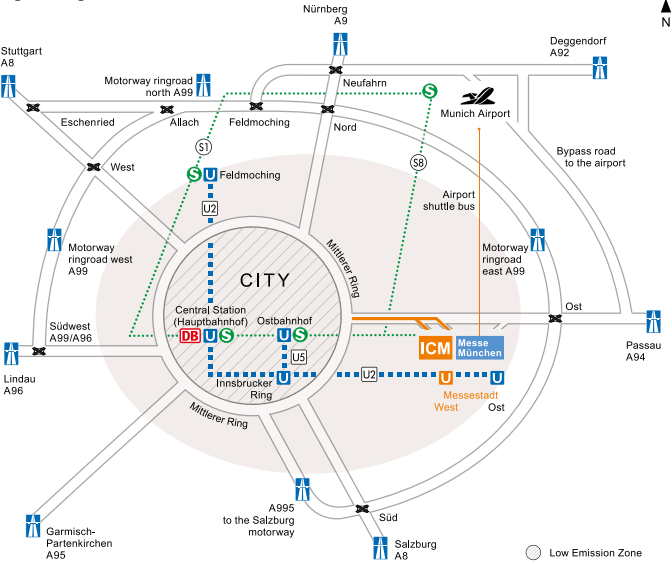 Nürnberg
A9
N
Deggendorf
A92
Stuttgart
A8
Motorway ringroad
north A99
Neufahrn
S
Munich Airport
Eschenried
Allach
Feldmoching
Nord
S1
S8
Bypass road
to the airport
West
S
U
Feldmoching
U2
Airport
shuttle bus
Motorway
ringroad west
A99
Mittlerer Ring
Motorway
ringroad
east A99
CITY
Ost
Central Station
(Hauptbahnhof)
Ostbahnhof
DB
U
S
U
S
Südwest
A99/A96
ICM
Messe
München
Passau
A94
U5
Lindau
A96
Innsbrucker
Ring
U
U2
U
U
Messestadt
West
Ost
Mittlerer Ring
A995
to the Salzburg
motorway
Süd
Garmisch-
Partenkirchen
A95
Salzburg
A8
Low Emission Zone